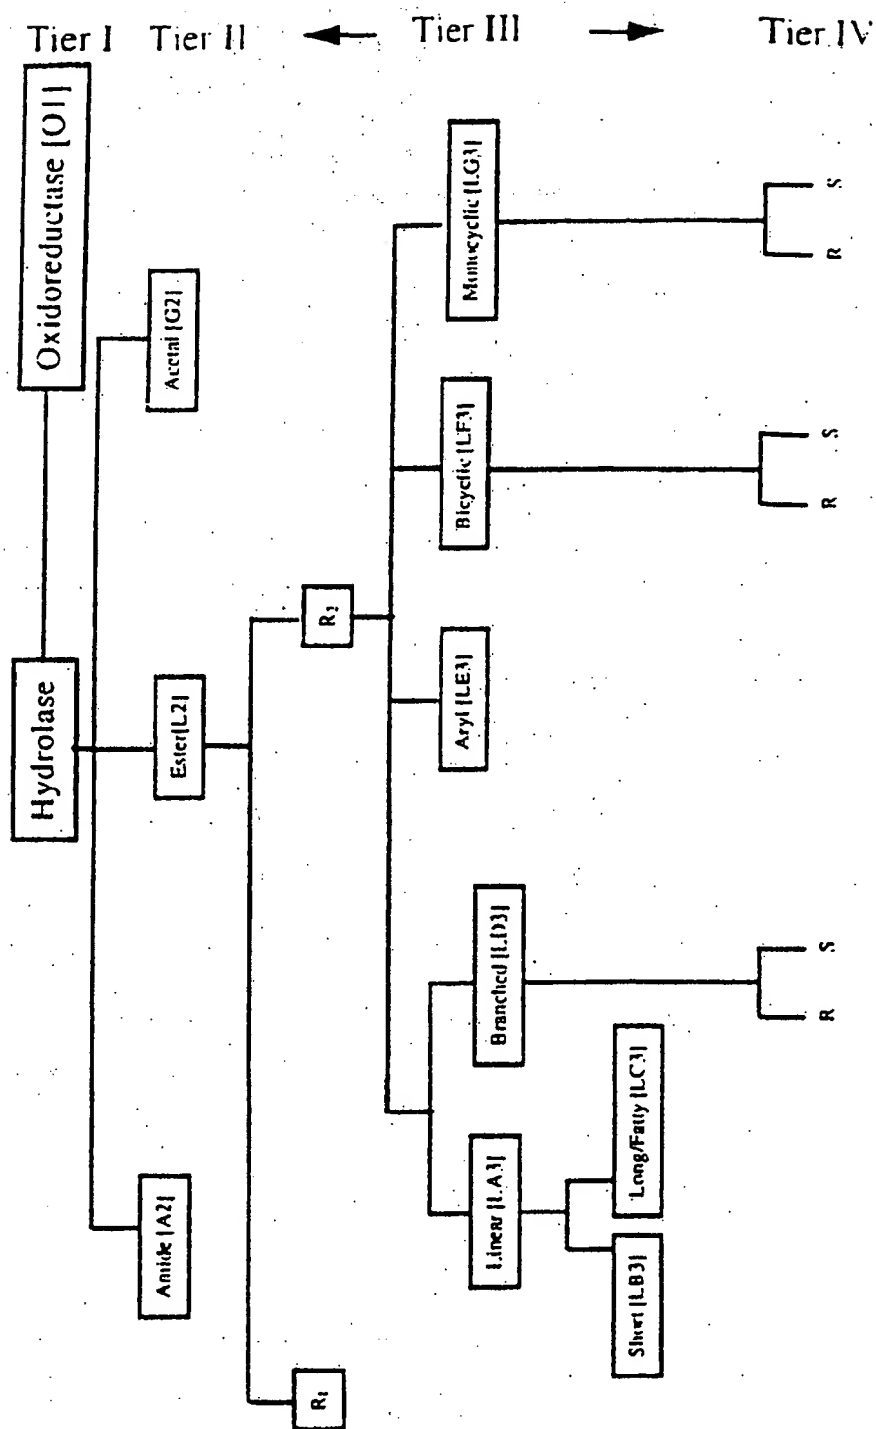 Tier I
Tier II
Tier III
Tier IV
Hydrolase
Oxidoreductase [O1]
Amide [A2]
Ester[L2]
Acetal [G2]
R1
R2
Linear [LA3]
Branched [LD3]
Aryl [LE3]
Bicyclic [LF3]
Monocyclic [LG3]
Short [LB3]
Long/Fatty [LC3]
R
S
R
S
R
S